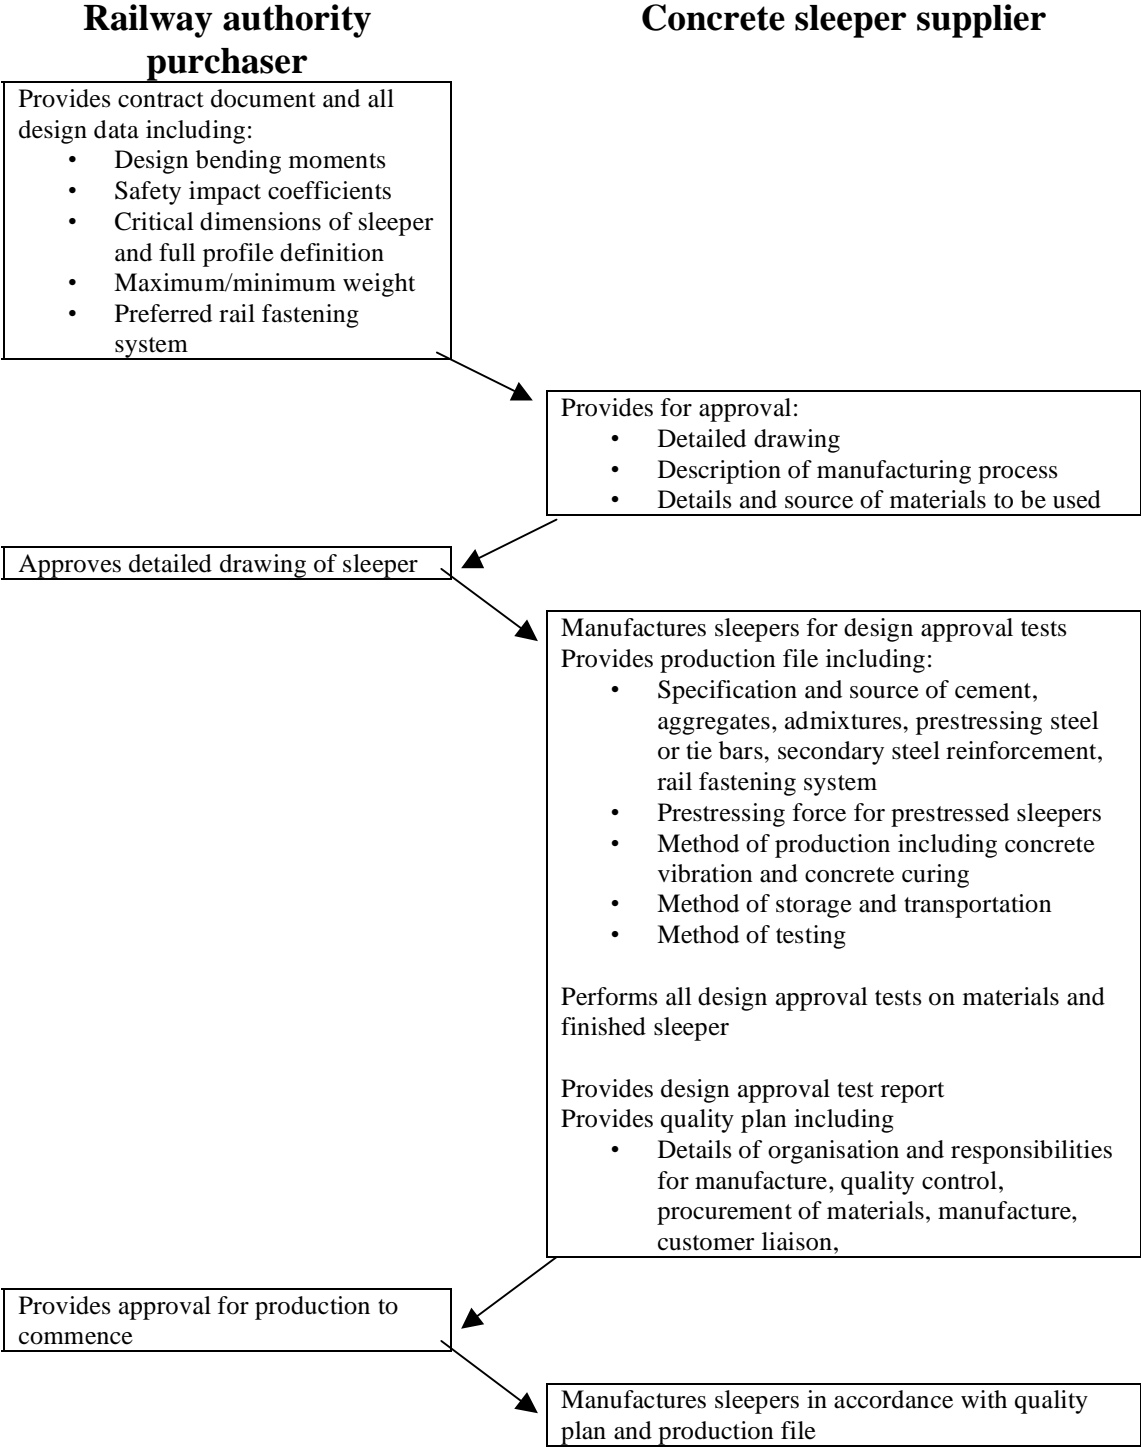 Railway authority
purchaser
Concrete sleeper supplier
Provides contract document and all
design data including:
• Design bending moments
• Safety impact coefficients
• Critical dimensions of sleeper
and full profile definition
• Maximum/minimum weight
• Preferred rail fastening
system
Provides for approval:
• Detailed drawing
• Description of manufacturing process
• Details and source of materials to be used
Approves detailed drawing of sleeper
Manufactures sleepers for design approval tests
Provides production file including:
• Specification and source of cement,
aggregates, admixtures, prestressing steel
or tie bars, secondary steel reinforcement,
rail fastening system
• Prestressing force for prestressed sleepers
• Method of production including concrete
vibration and concrete curing
• Method of storage and transportation
• Method of testing
Performs all design approval tests on materials and
finished sleeper
Provides design approval test report
Provides quality plan including
• Details of organisation and responsibilities
for manufacture, quality control,
procurement of materials, manufacture,
customer liaison,
Provides approval for production to
commence
Manufactures sleepers in accordance with quality
plan and production file